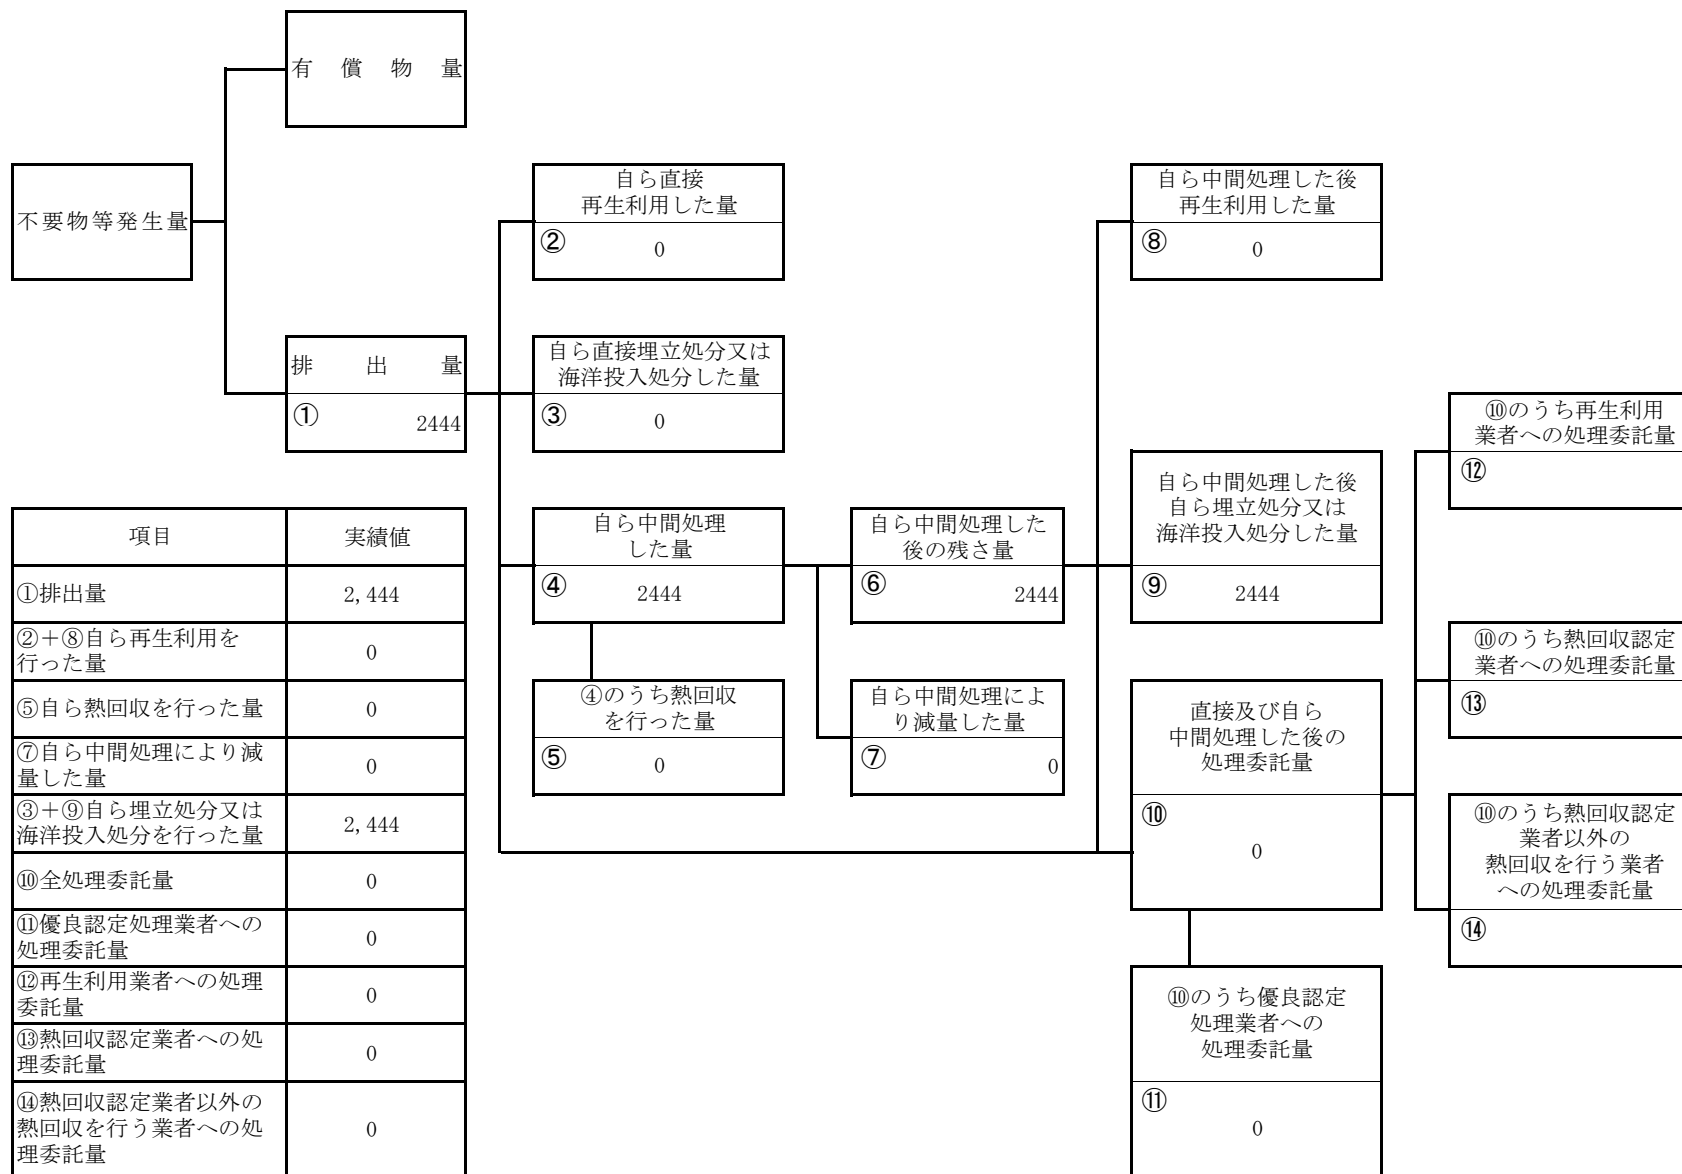 有償物量
不要物等発生量
排出量
①
2444
自ら直接
再生利用した量
②
0
自ら直接埋立処分又は
海洋投入処分した量
③
0
自ら中間処理
した量
④
2444
④のうち熱回収
を行った量
⑤
0
自ら中間処理した
後の残さ量
⑥
2444
自ら中間処理によ
り減量した量
⑦
0
自ら中間処理した後
再生利用した量
⑧
0
自ら中間処理した後
自ら埋立処分又は
海洋投入処分した量
⑨
2444
直接及び自ら
中間処理した後の
処理委託量
⑩
0
⑩のうち優良認定
処理業者への
処理委託量
⑪
0
⑩のうち再生利用
業者への処理委託量
⑫
⑩のうち熱回収認定
業者への処理委託量
⑬
⑩のうち熱回収認定
業者以外の
熱回収を行う業者
への処理委託量
⑭
項目 実績値
①排出量 2,444
②+⑧自ら再生利用を
行った量
0
⑤自ら熱回収を行った量 0
⑦自ら中間処理により減
量した量
0
③+⑨自ら埋立処分又は
海洋投入処分を行った量
2,444
⑩全処理委託量 0
⑪優良認定処理業者への
処理委託量
0
⑫再生利用業者への処理
委託量
0
⑬熱回収認定業者への処
理委託量
0
⑭熱回収認定業者以外の
熱回収を行う業者への処
理委託量
0